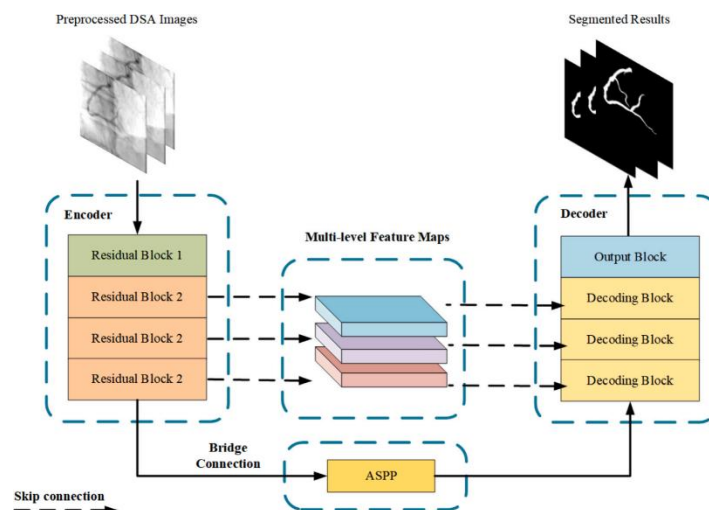 Preprocessed DSA Images
Segmented Results
Encoder
Decoder
Multi-level Feature Maps
Residual Block 1
Residual Block 2
Residual Block 2
Residual Block 2
Output Block
Decoding Block
Decoding Block
Decoding Block
Bridge
Connection
ASPP
Skip connection